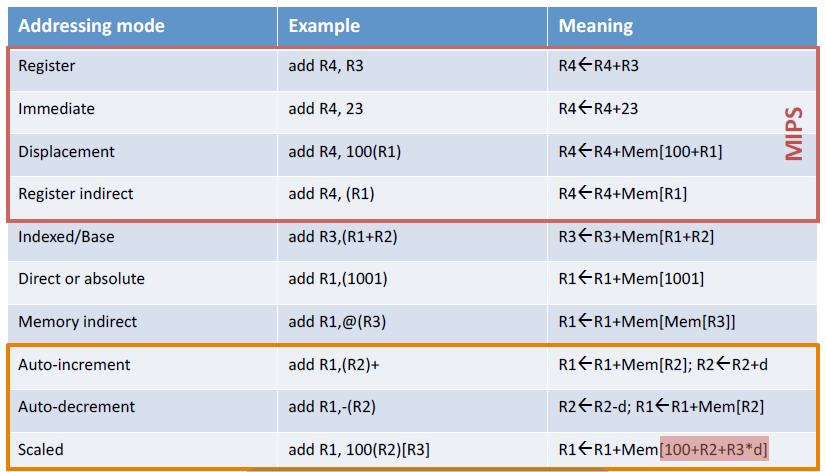 Addressing mode Example Meaning
Register add R4, R3 R4←R4+R3
Immediate add R4, 23 R4←R4+23
Displacement add R4, 100(R1) R4←R4+Mem[100+R1]
Register indirect add R4, (R1) R4←R4+Mem[R1]
MIPS
Indexed/Base add R3,(R1+R2) R3←R3+Mem[R1+R2]
Direct or absolute add R1,(1001) R1←R1+Mem[1001]
Memory indirect add R1,@(R3) R1←R1+Mem[Mem[R3]]
Auto-increment add R1,(R2)+ R1←R1+Mem[R2]; R2←R2+d
Auto-decrement add R1,-(R2) R2←R2-d; R1←R1+Mem[R2]
Scaled add R1, 100(R2)[R3] R1←R1+Mem[100+R2+R3*d]